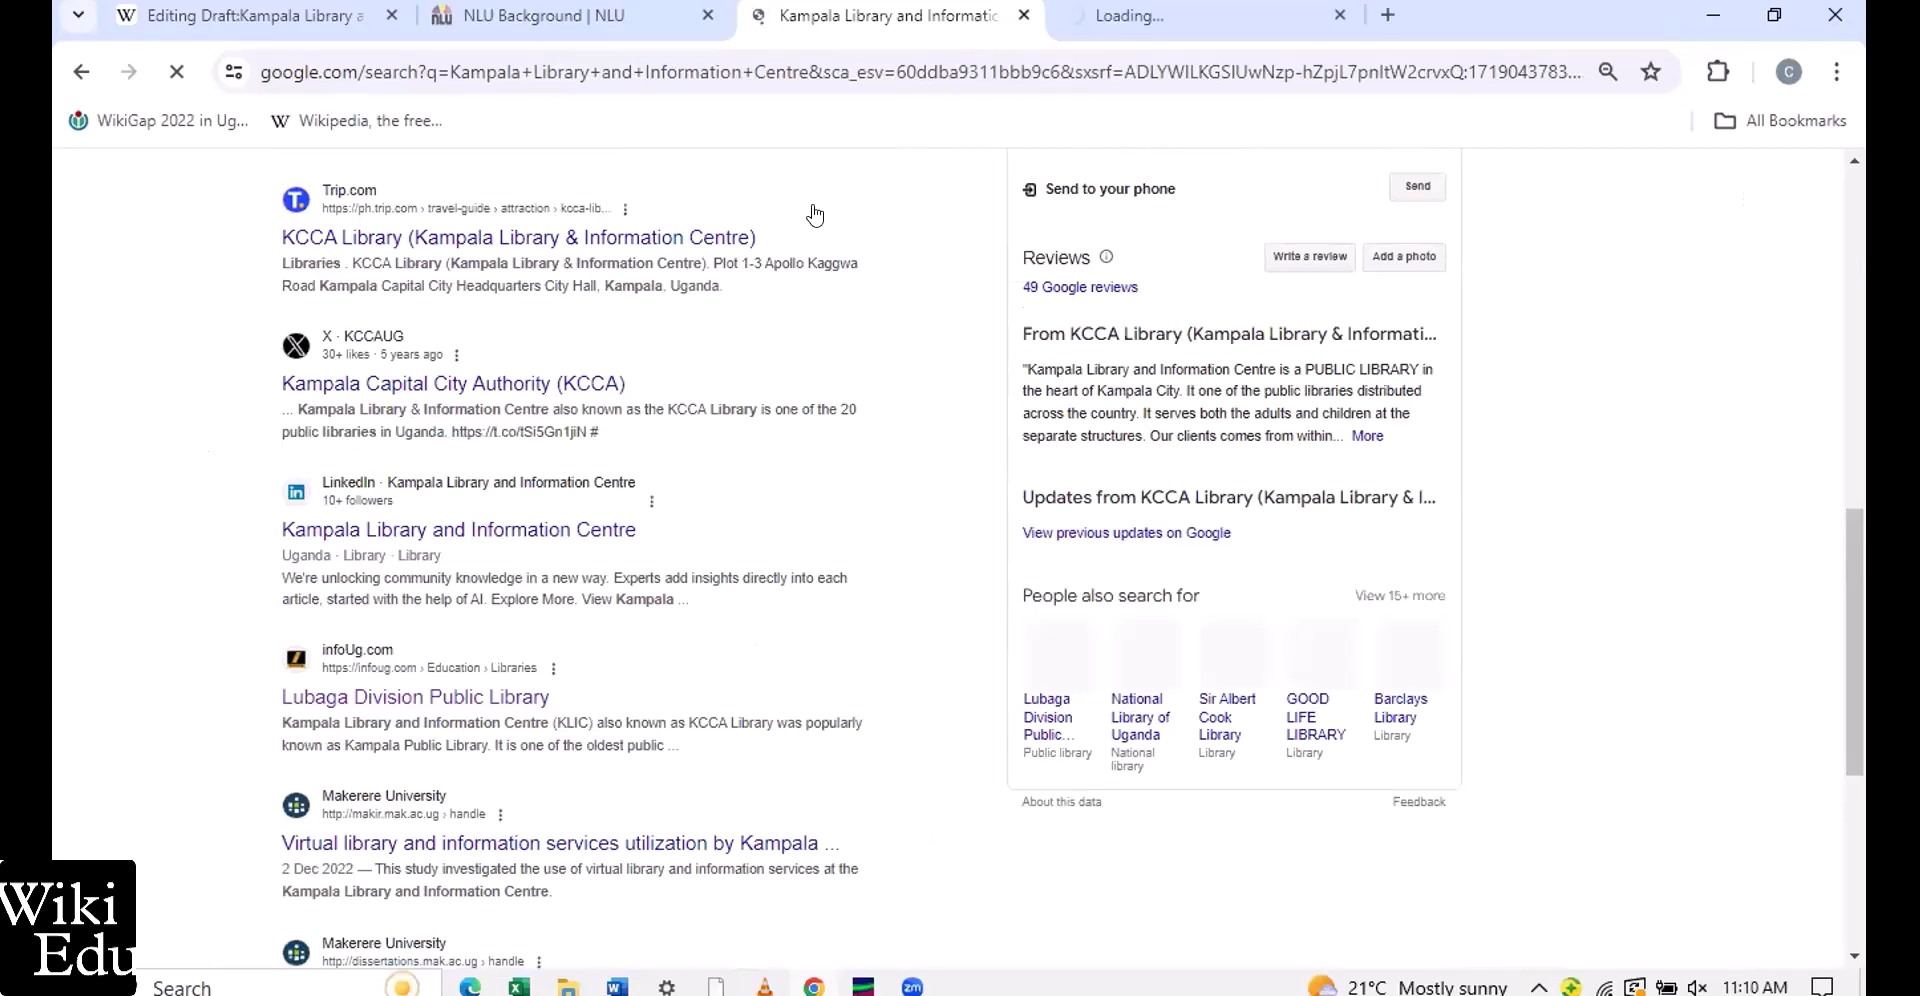 Editing Draft:Kampala Library a
NLU Background | NLU
Kampala Library and Informatic
Loading...
google.com/search?q=Kampala+Library+and+Information+Centre&sca_esv=60ddba9311bbb9c6&sxsrf=ADLYWILKGSIUwNzp-hZpjL7pnItW2crvxQ:1719043783...
C
WikiGap 2022 in Ug...
Wikipedia, the free...
All Bookmarks
Trip.com
https://ph.trip.com › travel-guide › attraction › kcca-lib...
KCCA Library (Kampala Library & Information Centre)
Libraries . KCCA Library (Kampala Library & Information Centre). Plot 1-3 Apollo Kaggwa
Road Kampala Capital City Headquarters City Hall, Kampala, Uganda.
X · KCCAUG
30+ likes · 5 years ago
Kampala Capital City Authority (KCCA)
... Kampala Library & Information Centre also known as the KCCA Library is one of the 20
public libraries in Uganda. https://t.co/tSi5Gn1jiN #
LinkedIn · Kampala Library and Information Centre
10+ followers
Kampala Library and Information Centre
Uganda · Library · Library
We're unlocking community knowledge in a new way. Experts add insights directly into each
article, started with the help of AI. Explore More. View Kampala ...
infoUg.com
https://infoug.com › Education › Libraries
Lubaga Division Public Library
Kampala Library and Information Centre (KLIC) also known as KCCA Library was popularly
known as Kampala Public Library. It is one of the oldest public ...
Makerere University
http://makir.mak.ac.ug › handle
Virtual library and information services utilization by Kampala ...
2 Dec 2022 — This study investigated the use of virtual library and information services at the
Kampala Library and Information Centre.
Makerere University
http://dissertations.mak.ac.ug › handle
Send to your phone
Send
Reviews
Write a review
Add a photo
49 Google reviews
From KCCA Library (Kampala Library & Informati...
"Kampala Library and Information Centre is a PUBLIC LIBRARY in
the heart of Kampala City. It one of the public libraries distributed
across the country. It serves both the adults and children at the
separate structures. Our clients comes from within... More
Updates from KCCA Library (Kampala Library & I...
View previous updates on Google
People also search for
View 15+ more
Lubaga
Division
Public...
Public library
National
Library of
Uganda
National
library
Sir Albert
Cook
Library
Library
GOOD
LIFE
LIBRARY
Library
Barclays
Library
Library
About this data
Feedback
Wiki
Edu
Search
zm
21°C Mostly sunny
11:10 AM